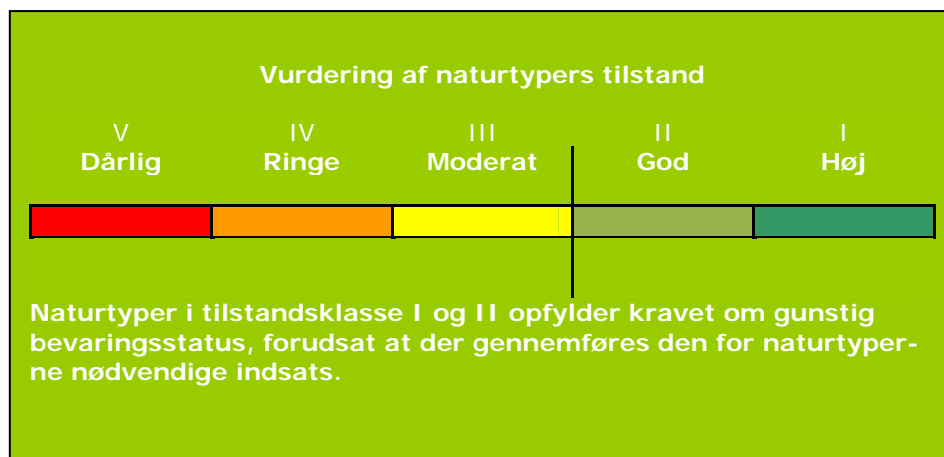 Vurdering af naturtypers tilstand
V IV III II I
Dårlig Ringe Moderat God Høj
Naturtyper i tilstandsklasse I og II opfylder kravet om gunstig
bevaringsstatus, forudsat at der gennemføres den for naturtyper-
ne nødvendige indsats.